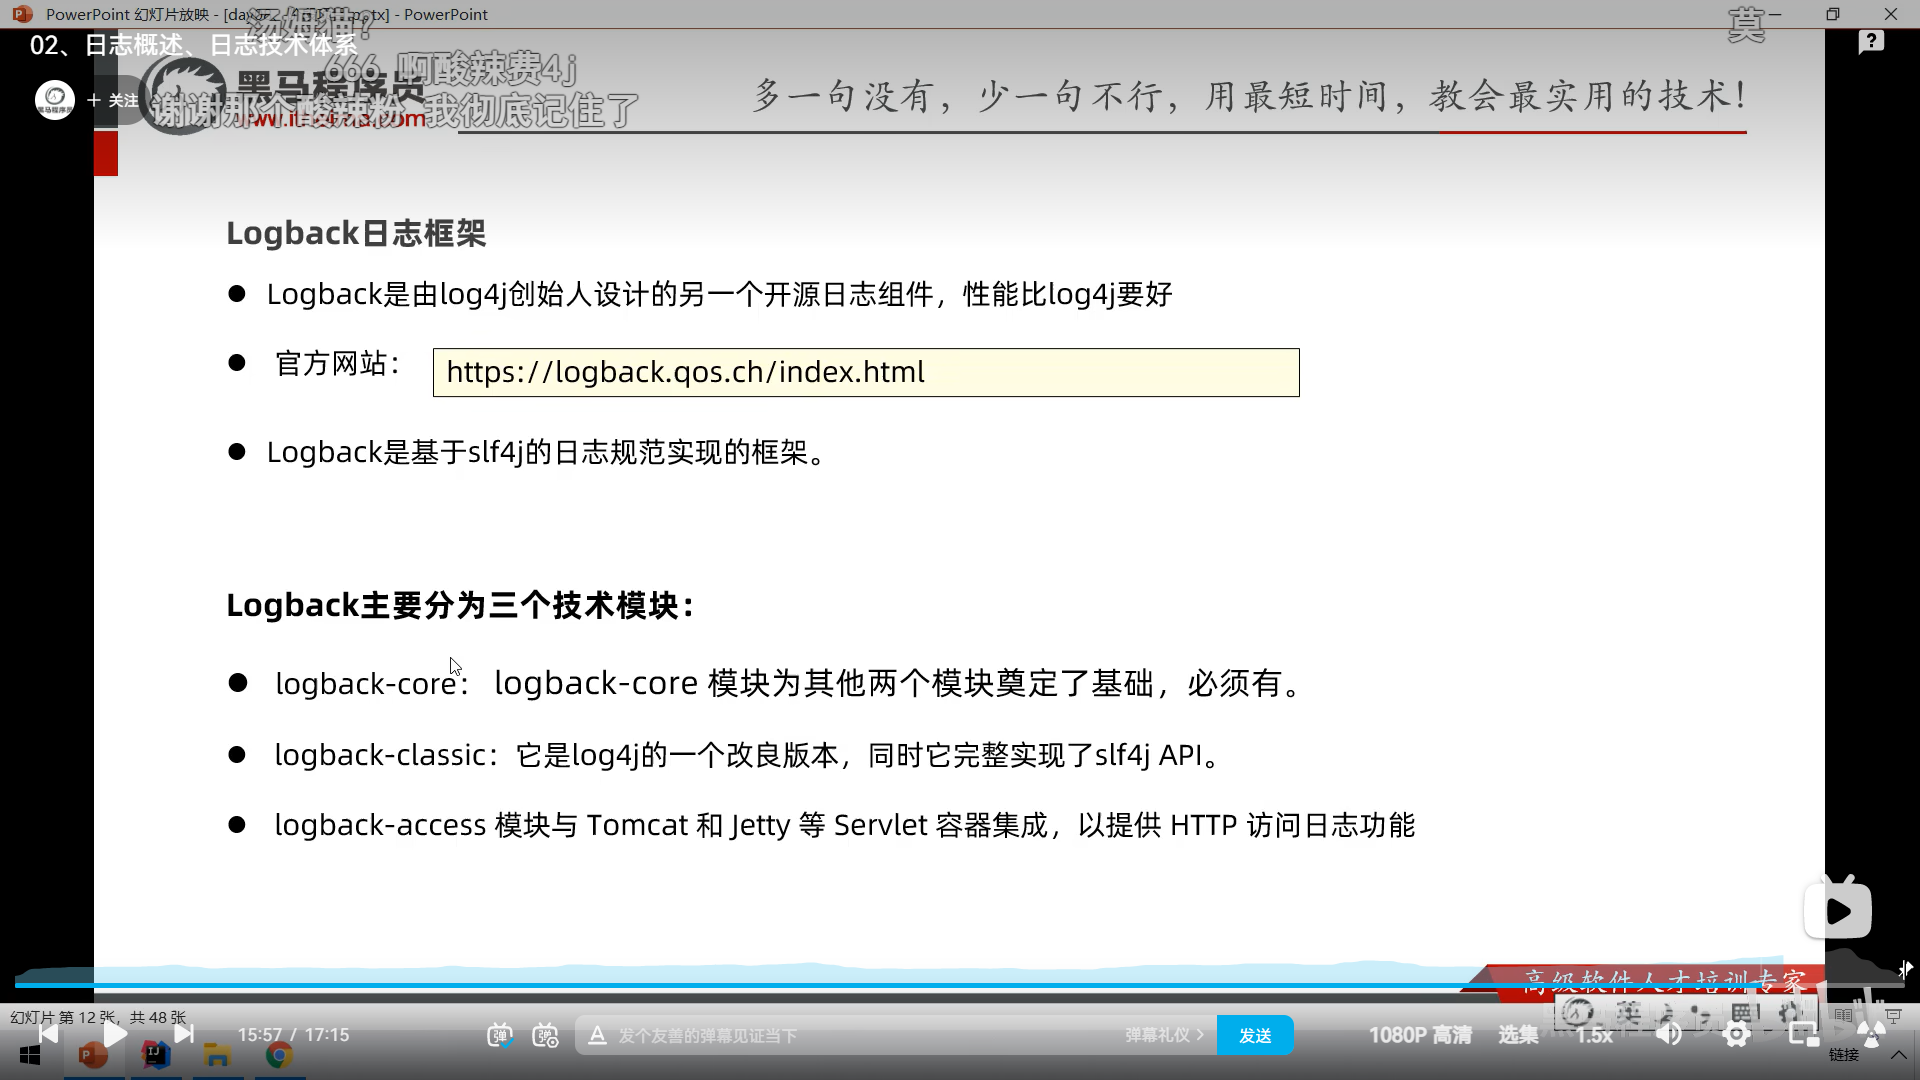 PowerPoint 幻灯片放映 - [day
tx] - PowerPoint
汤姆猫？
莫
02、日志概述、日志技术体系
666 啊酸辣费4j
黑马程序员
多一句没有，少一句不行，用最短时间，教会最实用的技术！
+ 关注
谢谢那个酸辣粉 我彻底记住了
Logback日志框架
● Logback是由log4j创始人设计的另一个开源日志组件，性能比log4j要好
● 官方网站：
https://logback.qos.ch/index.html
● Logback是基于slf4j的日志规范实现的框架。
Logback主要分为三个技术模块：
● logback-core： logback-core 模块为其他两个模块奠定了基础，必须有。
● logback-classic：它是log4j的一个改良版本，同时它完整实现了slf4j API。
● logback-access 模块与 Tomcat 和 Jetty 等 Servlet 容器集成，以提供 HTTP 访问日志功能
高级软件人才培训专家
幻灯片 第 12 张，共 48 张
英
15:57 / 17:15
弹
弹
A 发个友善的弹幕见证当下
弹幕礼仪 >
发送
1080P 高清
选集
1.5x
链接